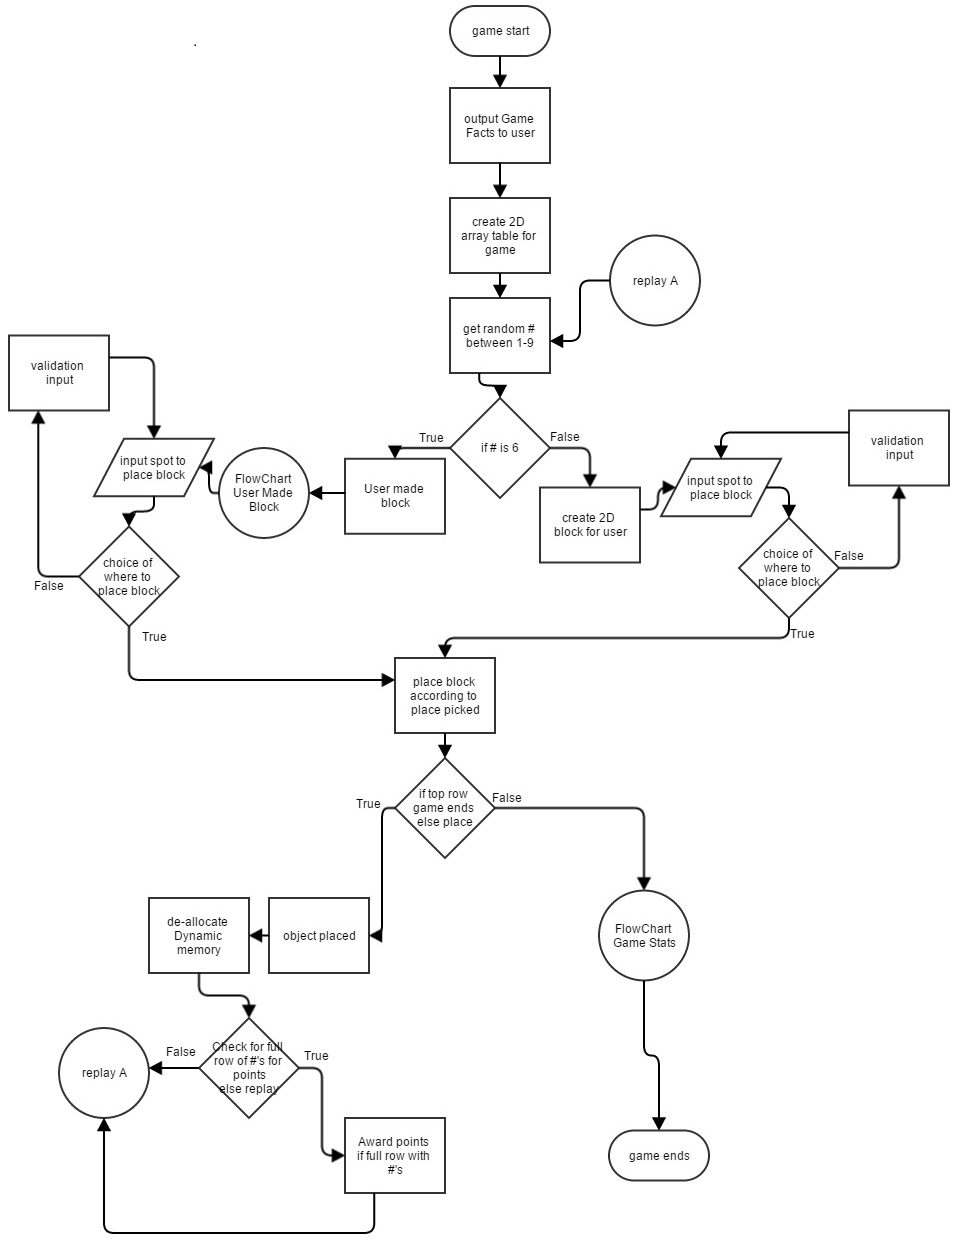 game start
output Game
Facts to user
create 2D
array table for
game
replay A
get random #
between 1-9
validation
input
True
if # is 6
False
validation
input
input spot to
place block
FlowChart
User Made
Block
User made
block
create 2D
block for user
input spot to
place block
choice of
where to
place block
False
True
choice of
where to
place block
False
True
place block
according to
place picked
True
if top row
game ends
else place
False
de-allocate
Dynamic
memory
object placed
FlowChart
Game Stats
replay A
False
Check for full
row of #'s for
points
else replay
True
Award points
if full row with
#'s
game ends